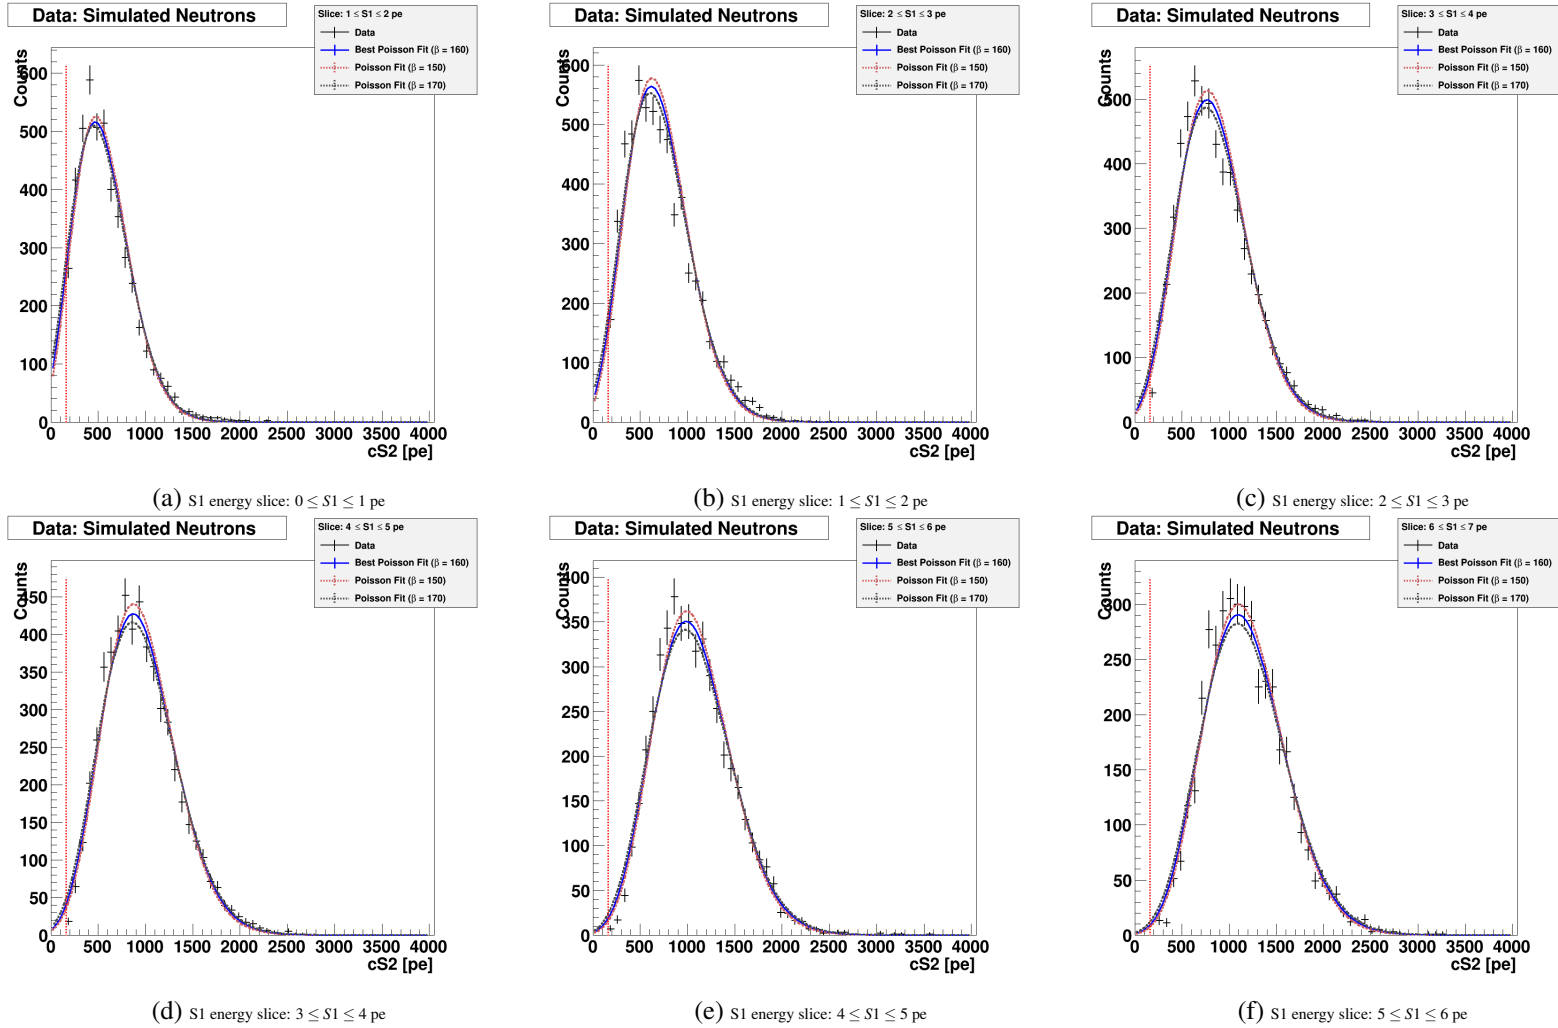 Data: Simulated Neutrons
Slice: 1 ≤ S1 ≤ 2 pe
Data
Best Poisson Fit (β = 160)
Poisson Fit (β = 150)
Poisson Fit (β = 170)
Counts
600
500
400
300
200
100
0
0 500 1000 1500 2000 2500 3000 3500 4000
cS2 [pe]
(a) S1 energy slice: 0 ≤ S1 ≤ 1 pe
Data: Simulated Neutrons
Slice: 2 ≤ S1 ≤ 3 pe
Data
Best Poisson Fit (β = 160)
Poisson Fit (β = 150)
Poisson Fit (β = 170)
Counts
600
500
400
300
200
100
0
0 500 1000 1500 2000 2500 3000 3500 4000
cS2 [pe]
(b) S1 energy slice: 1 ≤ S1 ≤ 2 pe
Data: Simulated Neutrons
Slice: 3 ≤ S1 ≤ 4 pe
Data
Best Poisson Fit (β = 160)
Poisson Fit (β = 150)
Poisson Fit (β = 170)
Counts
500
400
300
200
100
0
0 500 1000 1500 2000 2500 3000 3500 4000
cS2 [pe]
(c) S1 energy slice: 2 ≤ S1 ≤ 3 pe
Data: Simulated Neutrons
Slice: 4 ≤ S1 ≤ 5 pe
Data
Best Poisson Fit (β = 160)
Poisson Fit (β = 150)
Poisson Fit (β = 170)
Counts
450
400
350
300
250
200
150
100
50
0
0 500 1000 1500 2000 2500 3000 3500 4000
cS2 [pe]
(d) S1 energy slice: 3 ≤ S1 ≤ 4 pe
Data: Simulated Neutrons
Slice: 5 ≤ S1 ≤ 6 pe
Data
Best Poisson Fit (β = 160)
Poisson Fit (β = 150)
Poisson Fit (β = 170)
Counts
400
350
300
250
200
150
100
50
0
0 500 1000 1500 2000 2500 3000 3500 4000
cS2 [pe]
(e) S1 energy slice: 4 ≤ S1 ≤ 5 pe
Data: Simulated Neutrons
Slice: 6 ≤ S1 ≤ 7 pe
Data
Best Poisson Fit (β = 160)
Poisson Fit (β = 150)
Poisson Fit (β = 170)
Counts
300
250
200
150
100
50
0
0 500 1000 1500 2000 2500 3000 3500 4000
cS2 [pe]
(f) S1 energy slice: 5 ≤ S1 ≤ 6 pe